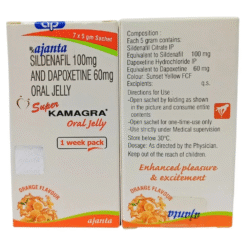 7 x 5 gm Sachet
ajanta
SILDENAFIL 100mg
AND DAPOXETINE 60mg
ORAL JELLY
Super
KAMAGRA
Oral Jelly
1 week pack
ORANGE FLAVOUR
ajanta
Composition :
Each 5 gram contains:
Sildenafil Citrate IP
Equivalent to Sildenafil 100 mg
Dapoxetine Hydrochloride IP
Equivalent to Dapoxetine 60 mg
Colour: Sunset Yellow FCF
Excipients q.s.
Directions for Use :
-Open sachet by folding as shown
in the picture and consume entire
contents.
-Open sachet for one-time-use only.
-Use strictly under Medical supervision
Store below 30°C.
Dosage: As directed by the Physician.
Keep out of the reach of children.
Enhanced pleasure
& excitement
ORANGE FLAVOUR
ajanta